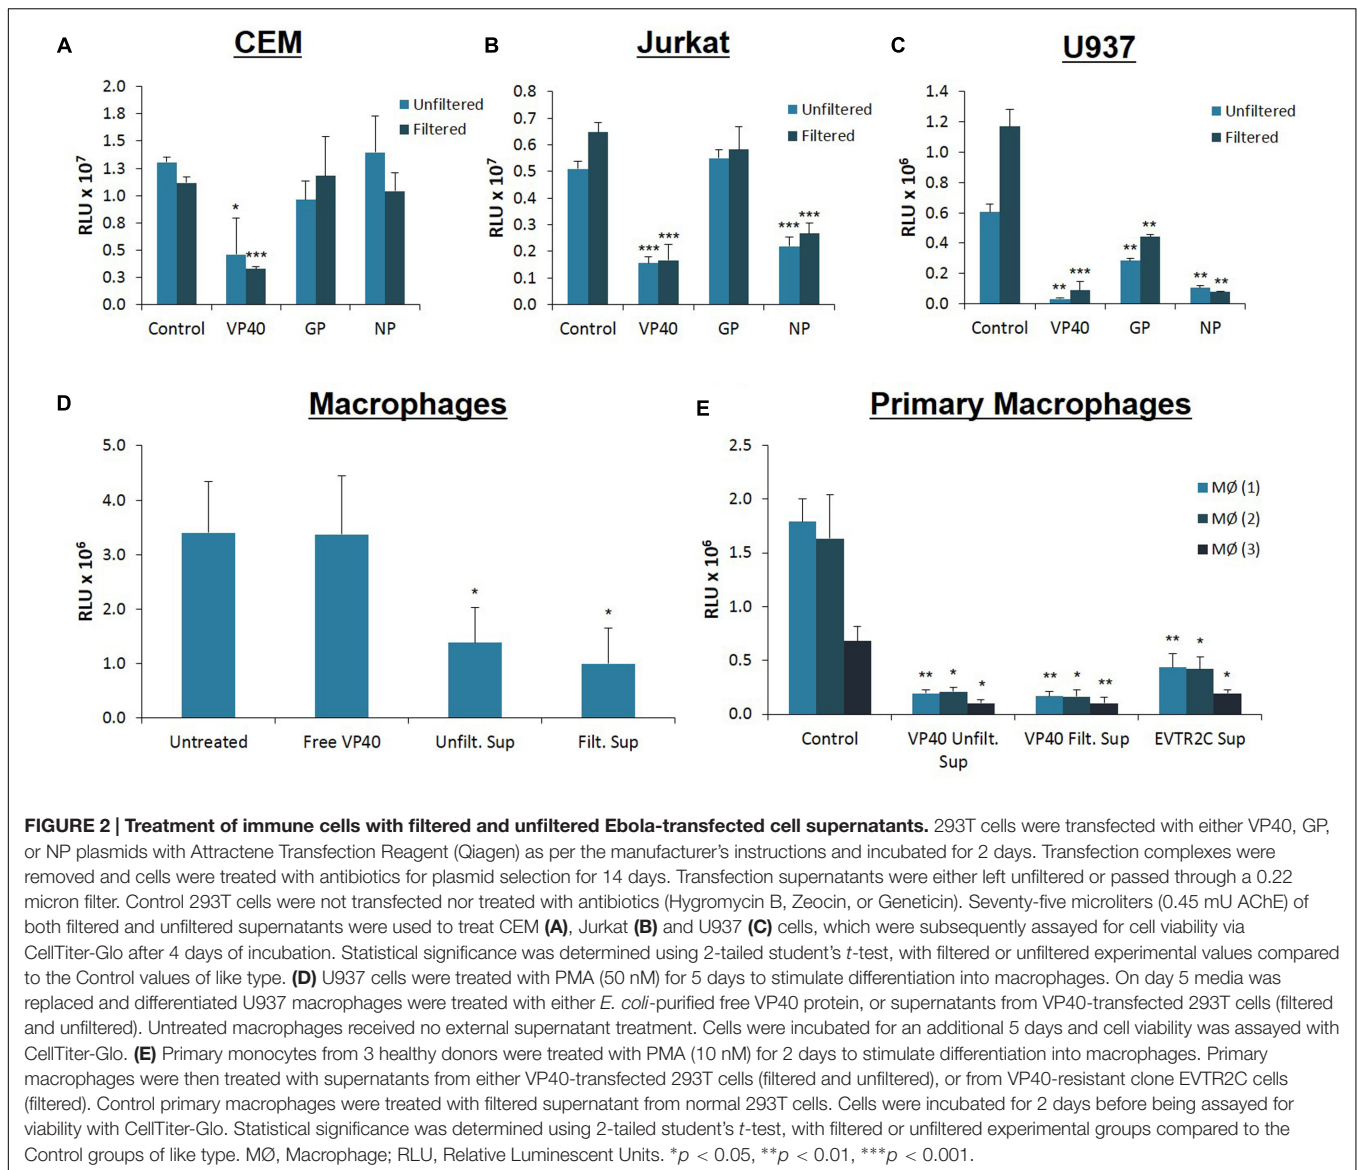 A
CEM
RLU x 10⁷
2.0
1.8
1.5
1.3
1.0
0.8
0.5
0.3
0.0
Unfiltered
Filtered
*
***
Control VP40 GP NP
B
Jurkat
RLU x 10⁷
0.8
0.7
0.6
0.5
0.4
0.3
0.2
0.1
0.0
Unfiltered
Filtered
*** ***
*** ***
Control VP40 GP NP
C
U937
RLU x 10⁶
1.4
1.2
1.0
0.8
0.6
0.4
0.2
0.0
Unfiltered
Filtered
** ***
** **
** **
Control VP40 GP NP
D
Macrophages
RLU x 10⁶
5.0
4.0
3.0
2.0
1.0
0.0
*
*
Untreated Free VP40 Unfilt. Sup Filt. Sup
E
Primary Macrophages
RLU x 10⁶
2.5
2.0
1.5
1.0
0.5
0.0
MØ (1)
MØ (2)
MØ (3)
** * *
** * **
** * *
Control VP40 Unfilt. VP40 Filt. Sup EVTR2C Sup
Sup
FIGURE 2 | Treatment of immune cells with filtered and unfiltered Ebola-transfected cell supernatants. 293T cells were transfected with either VP40, GP,
or NP plasmids with Attractene Transfection Reagent (Qiagen) as per the manufacturer's instructions and incubated for 2 days. Transfection complexes were
removed and cells were treated with antibiotics for plasmid selection for 14 days. Transfection supernatants were either left unfiltered or passed through a 0.22
micron filter. Control 293T cells were not transfected nor treated with antibiotics (Hygromycin B, Zeocin, or Geneticin). Seventy-five microliters (0.45 mU AChE) of
both filtered and unfiltered supernatants were used to treat CEM (A), Jurkat (B) and U937 (C) cells, which were subsequently assayed for cell viability via
CellTiter-Glo after 4 days of incubation. Statistical significance was determined using 2-tailed student's t-test, with filtered or unfiltered experimental values compared
to the Control values of like type. (D) U937 cells were treated with PMA (50 nM) for 5 days to stimulate differentiation into macrophages. On day 5 media was
replaced and differentiated U937 macrophages were treated with either E. coli-purified free VP40 protein, or supernatants from VP40-transfected 293T cells (filtered
and unfiltered). Untreated macrophages received no external supernatant treatment. Cells were incubated for an additional 5 days and cell viability was assayed with
CellTiter-Glo. (E) Primary monocytes from 3 healthy donors were treated with PMA (10 nM) for 2 days to stimulate differentiation into macrophages. Primary
macrophages were then treated with supernatants from either VP40-transfected 293T cells (filtered and unfiltered), or from VP40-resistant clone EVTR2C cells
(filtered). Control primary macrophages were treated with filtered supernatant from normal 293T cells. Cells were incubated for 2 days before being assayed for
viability with CellTiter-Glo. Statistical significance was determined using 2-tailed student's t-test, with filtered or unfiltered experimental groups compared to the
Control groups of like type. MØ, Macrophage; RLU, Relative Luminescent Units. *p < 0.05, **p < 0.01, ***p < 0.001.